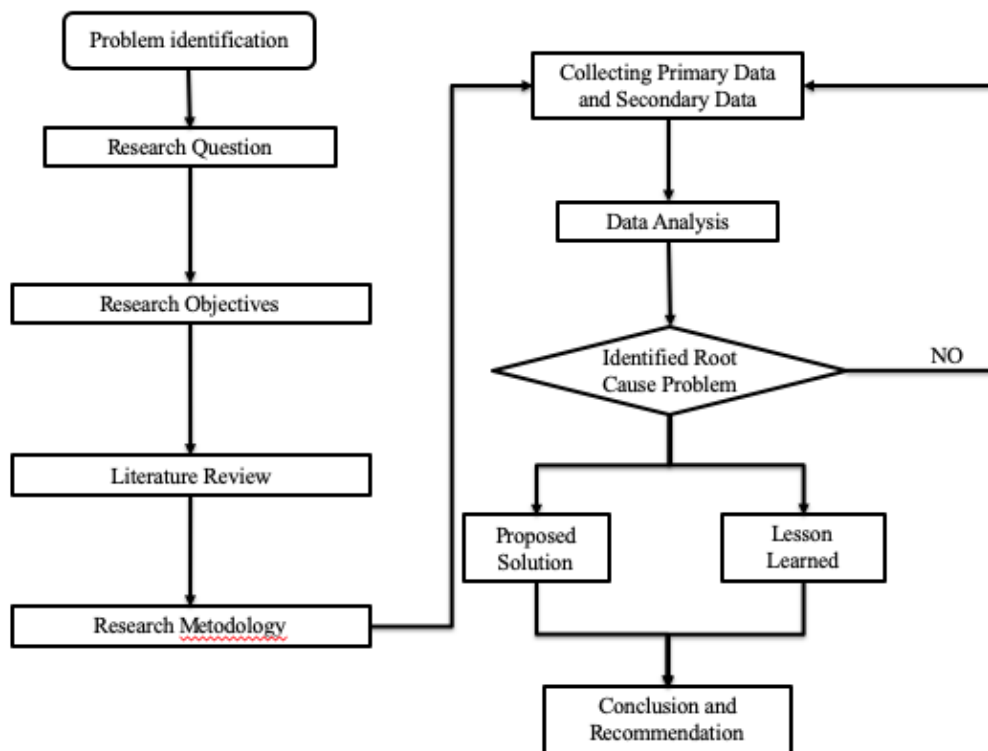 Problem identification
Research Question
Research Objectives
Literature Review
Research Metodology
Collecting Primary Data
and Secondary Data
Data Analysis
Identified Root
Cause Problem
NO
Proposed
Solution
Lesson
Learned
Conclusion and
Recommendation